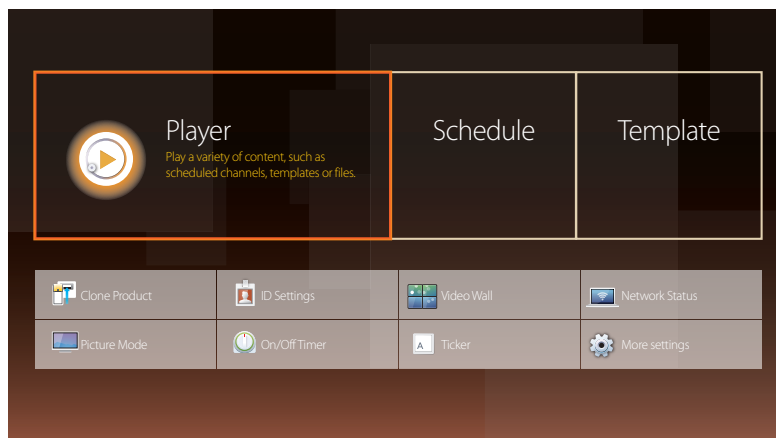 Player
Play a variety of content, such as
scheduled channels, templates or files.
Schedule
Template
Clone Product
ID Settings
Video Wall
Network Status
Picture Mode
On/Off Timer
A
Ticker
More settings